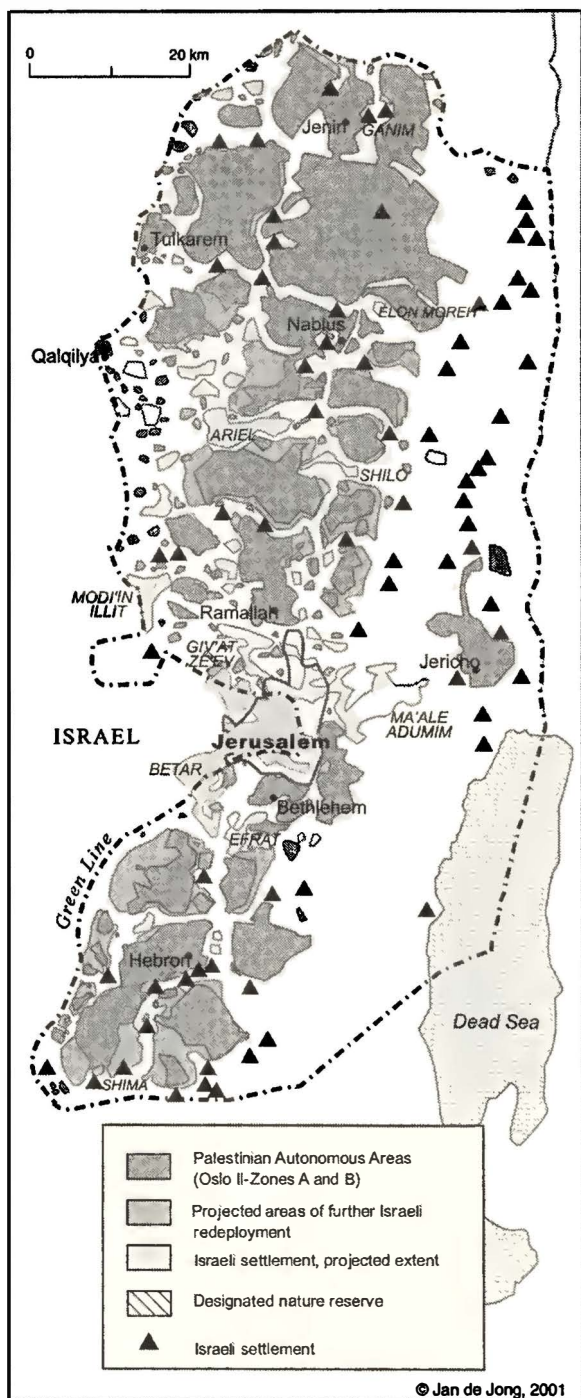 0 20 km
Jenin
GANIM
Tulkarem
ELON MOREH
Nablus
Qalqilya
ARIEL
SHILO
MODI'IN
ILLIT
Ramallah
GIV'AT
ZE'EV
Jericho
ISRAEL
MA'ALE
ADUMIM
Jerusalem
BETAR
Bethlehem
EFRAT
Green Line
Hebron
Dead Sea
SHIMA
Palestinian Autonomous Areas
(Oslo II-Zones A and B)
Projected areas of further Israeli
redeployment
Israeli settlement, projected extent
Designated nature reserve
Israeli settlement
© Jan de Jong, 2001